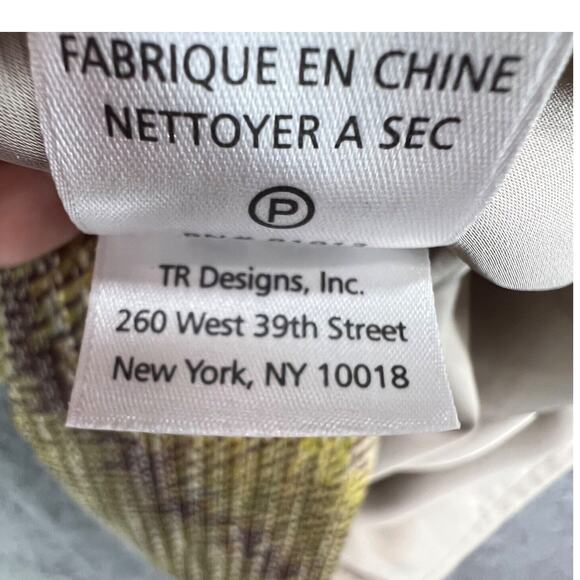 FABRIQUE EN CHINE
NETTOYER A SEC
P
TR Designs, Inc.
260 West 39th Street
New York, NY 10018